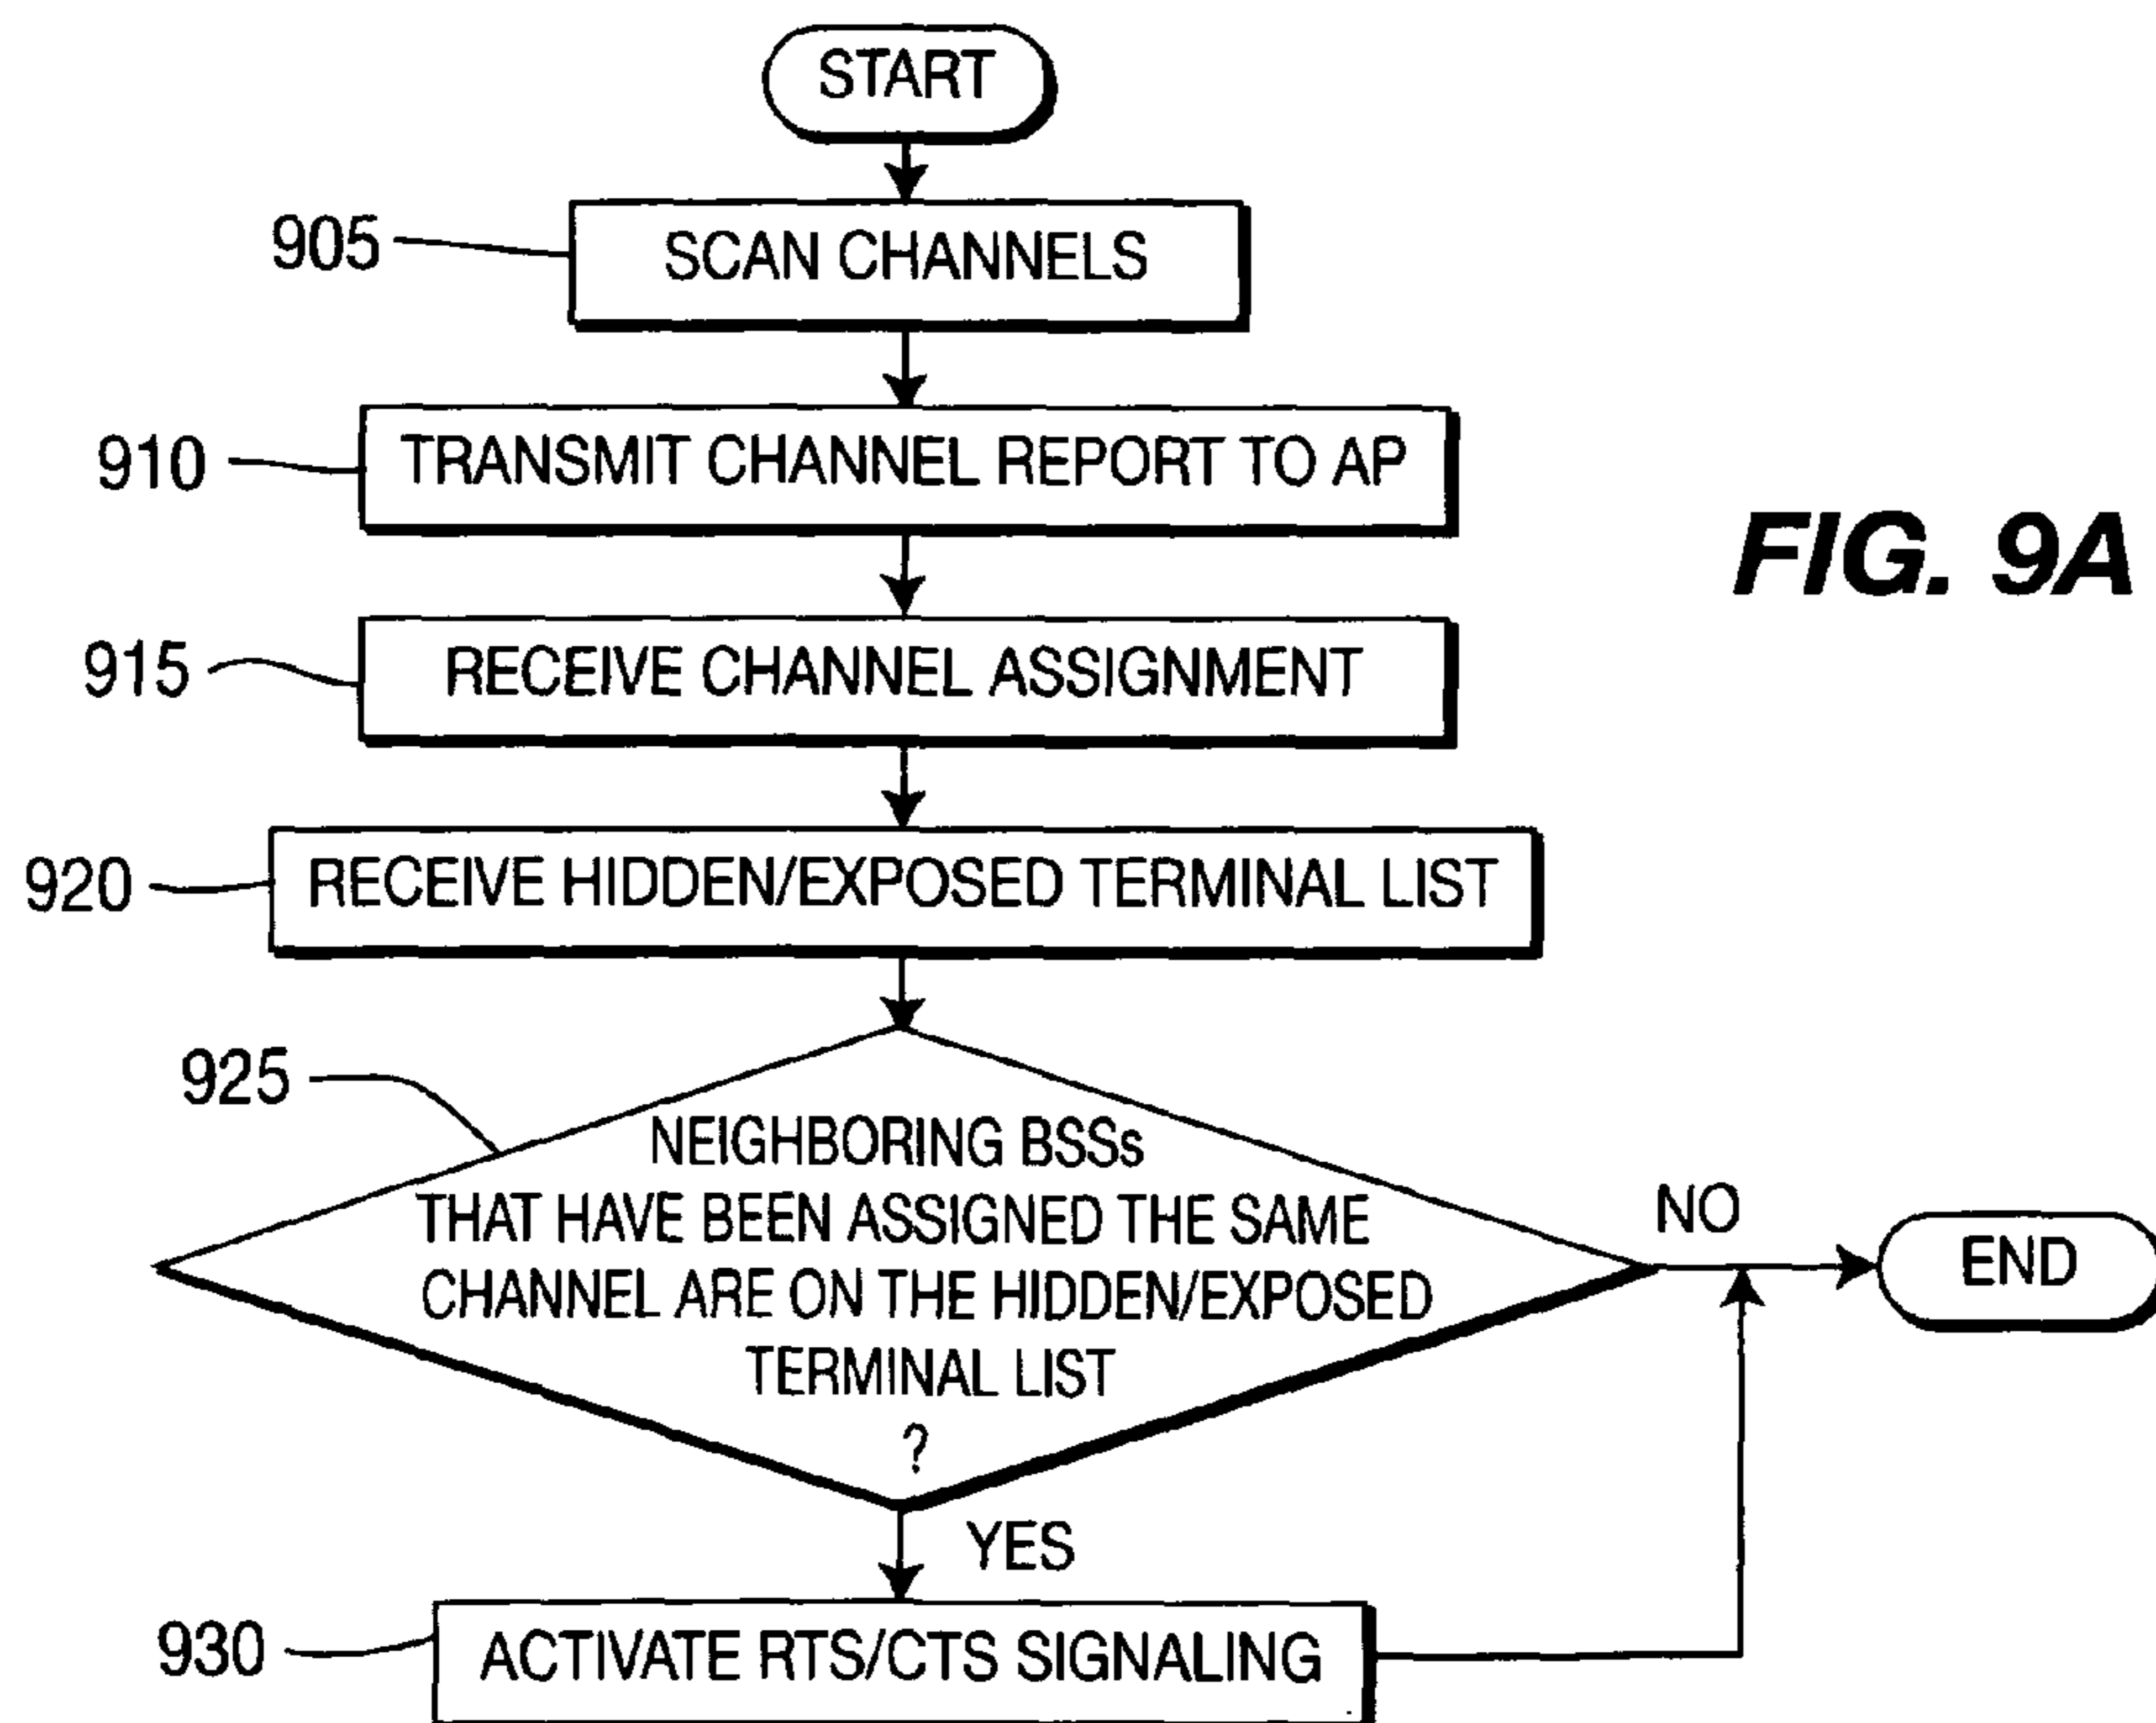 START
905
SCAN CHANNELS
910
TRANSMIT CHANNEL REPORT TO AP
FIG. 9A
915
RECEIVE CHANNEL ASSIGNMENT
920
RECEIVE HIDDEN/EXPOSED TERMINAL LIST
925
NEIGHBORING BSSs
THAT HAVE BEEN ASSIGNED THE SAME
CHANNEL ARE ON THE HIDDEN/EXPOSED
TERMINAL LIST
?
NO
END
YES
930
ACTIVATE RTS/CTS SIGNALING